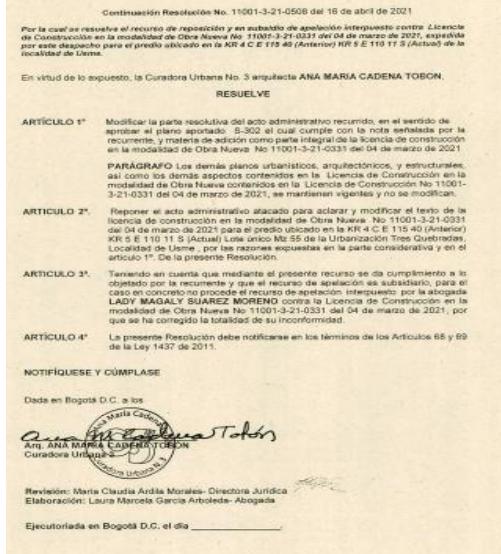 Continuación Resolución No. 11001-3-21-0508 del 16 de abril de 2021
Por la cual se resuelve el recurso de reposición y en subsidio de apelación interpuesto contra Licencia
de Construcción en la modalidad de Obra Nueva No 11001-3-21-0331 del 04 de marzo de 2021, expedida
por este despacho para el predio ubicado en la KR 4 C E 115 40 (Anterior) KR 5 E 110 11 S (Actual) de la
localidad de Usme.
En virtud de lo expuesto, la Curadora Urbana No. 3 arquitecta ANA MARIA CADENA TOBON,
RESUELVE
ARTÍCULO 1° Modificar la parte resolutiva del acto administrativo recurrido, en el sentido de
aprobar el plano aportado S-302 el cual cumple con la nota señalada por la
recurrente, y materia de adición como parte integral de la licencia de construcción
en la modalidad de Obra Nueva No 11001-3-21-0331 del 04 de marzo de 2021
PARÁGRAFO Los demás planos urbanísticos, arquitectónicos, y estructurales,
así como los demás aspectos contenidos en la Licencia de Construcción en la
modalidad de Obra Nueva contenidos en la Licencia de Construcción No 11001-
3-21-0331 del 04 de marzo de 2021, se mantienen vigentes y no se modifican.
ARTICULO 2°. Reponer el acto administrativo atacado para aclarar y modificar el texto de la
licencia de construcción en la modalidad de Obra Nueva No 11001-3-21-0331
del 04 de marzo de 2021 para el predio ubicado en la KR 4 C E 115 40 (Anterior)
KR 5 E 110 11 S (Actual) Lote único Mz 55 de la Urbanización Tres Quebradas,
Localidad de Usme , por las razones expuestas en la parte considerativa y en el
artículo 1°. De la presente Resolución.
ARTICULO 3°. Teniendo en cuenta que mediante el presente recurso se da cumplimiento a lo
objetado por la recurrente y que el recurso de apelación es subsidiario, para el
caso en concreto no procede el recurso de apelación interpuesto por la abogada
LADY MAGALY SUAREZ MORENO contra la Licencia de Construcción en la
modalidad de Obra Nueva No 11001-3-21-0331 del 04 de marzo de 2021, por
que se ha corregido la totalidad de su inconformidad.
ARTÍCULO 4° La presente Resolución debe notificarse en los términos de los Artículos 68 y 69
de la Ley 1437 de 2011.
NOTIFÍQUESE Y CÚMPLASE
Dada en Bogotá D.C. a los
Ana Ma Cadena Tobón
Arq. ANA MARIA CADENA TOBON
Curadora Urbana 3
Revisión: Maria Claudia Ardila Morales- Directora Jurídica
Elaboración: Laura Marcela García Arboleda- Abogada
Ejecutoriada en Bogotá D.C. el día